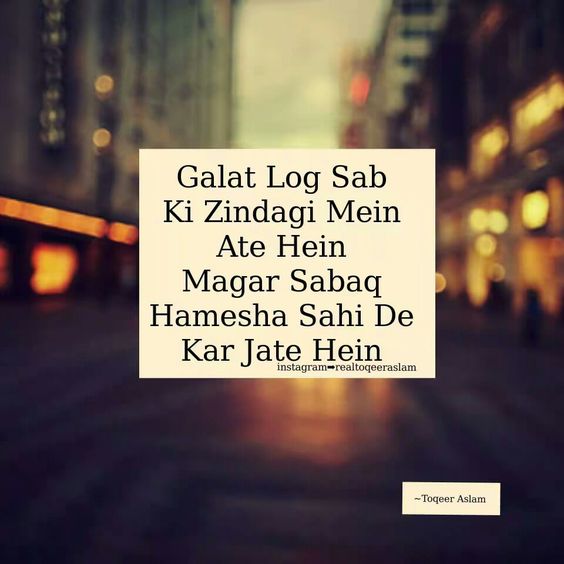 Galat Log Sab
Ki Zindagi Mein
Ate Hein
Magar Sabaq
Hamesha Sahi De
Kar Jate Hein
instagram➡realtoqeeraslam
~Toqeer Aslam